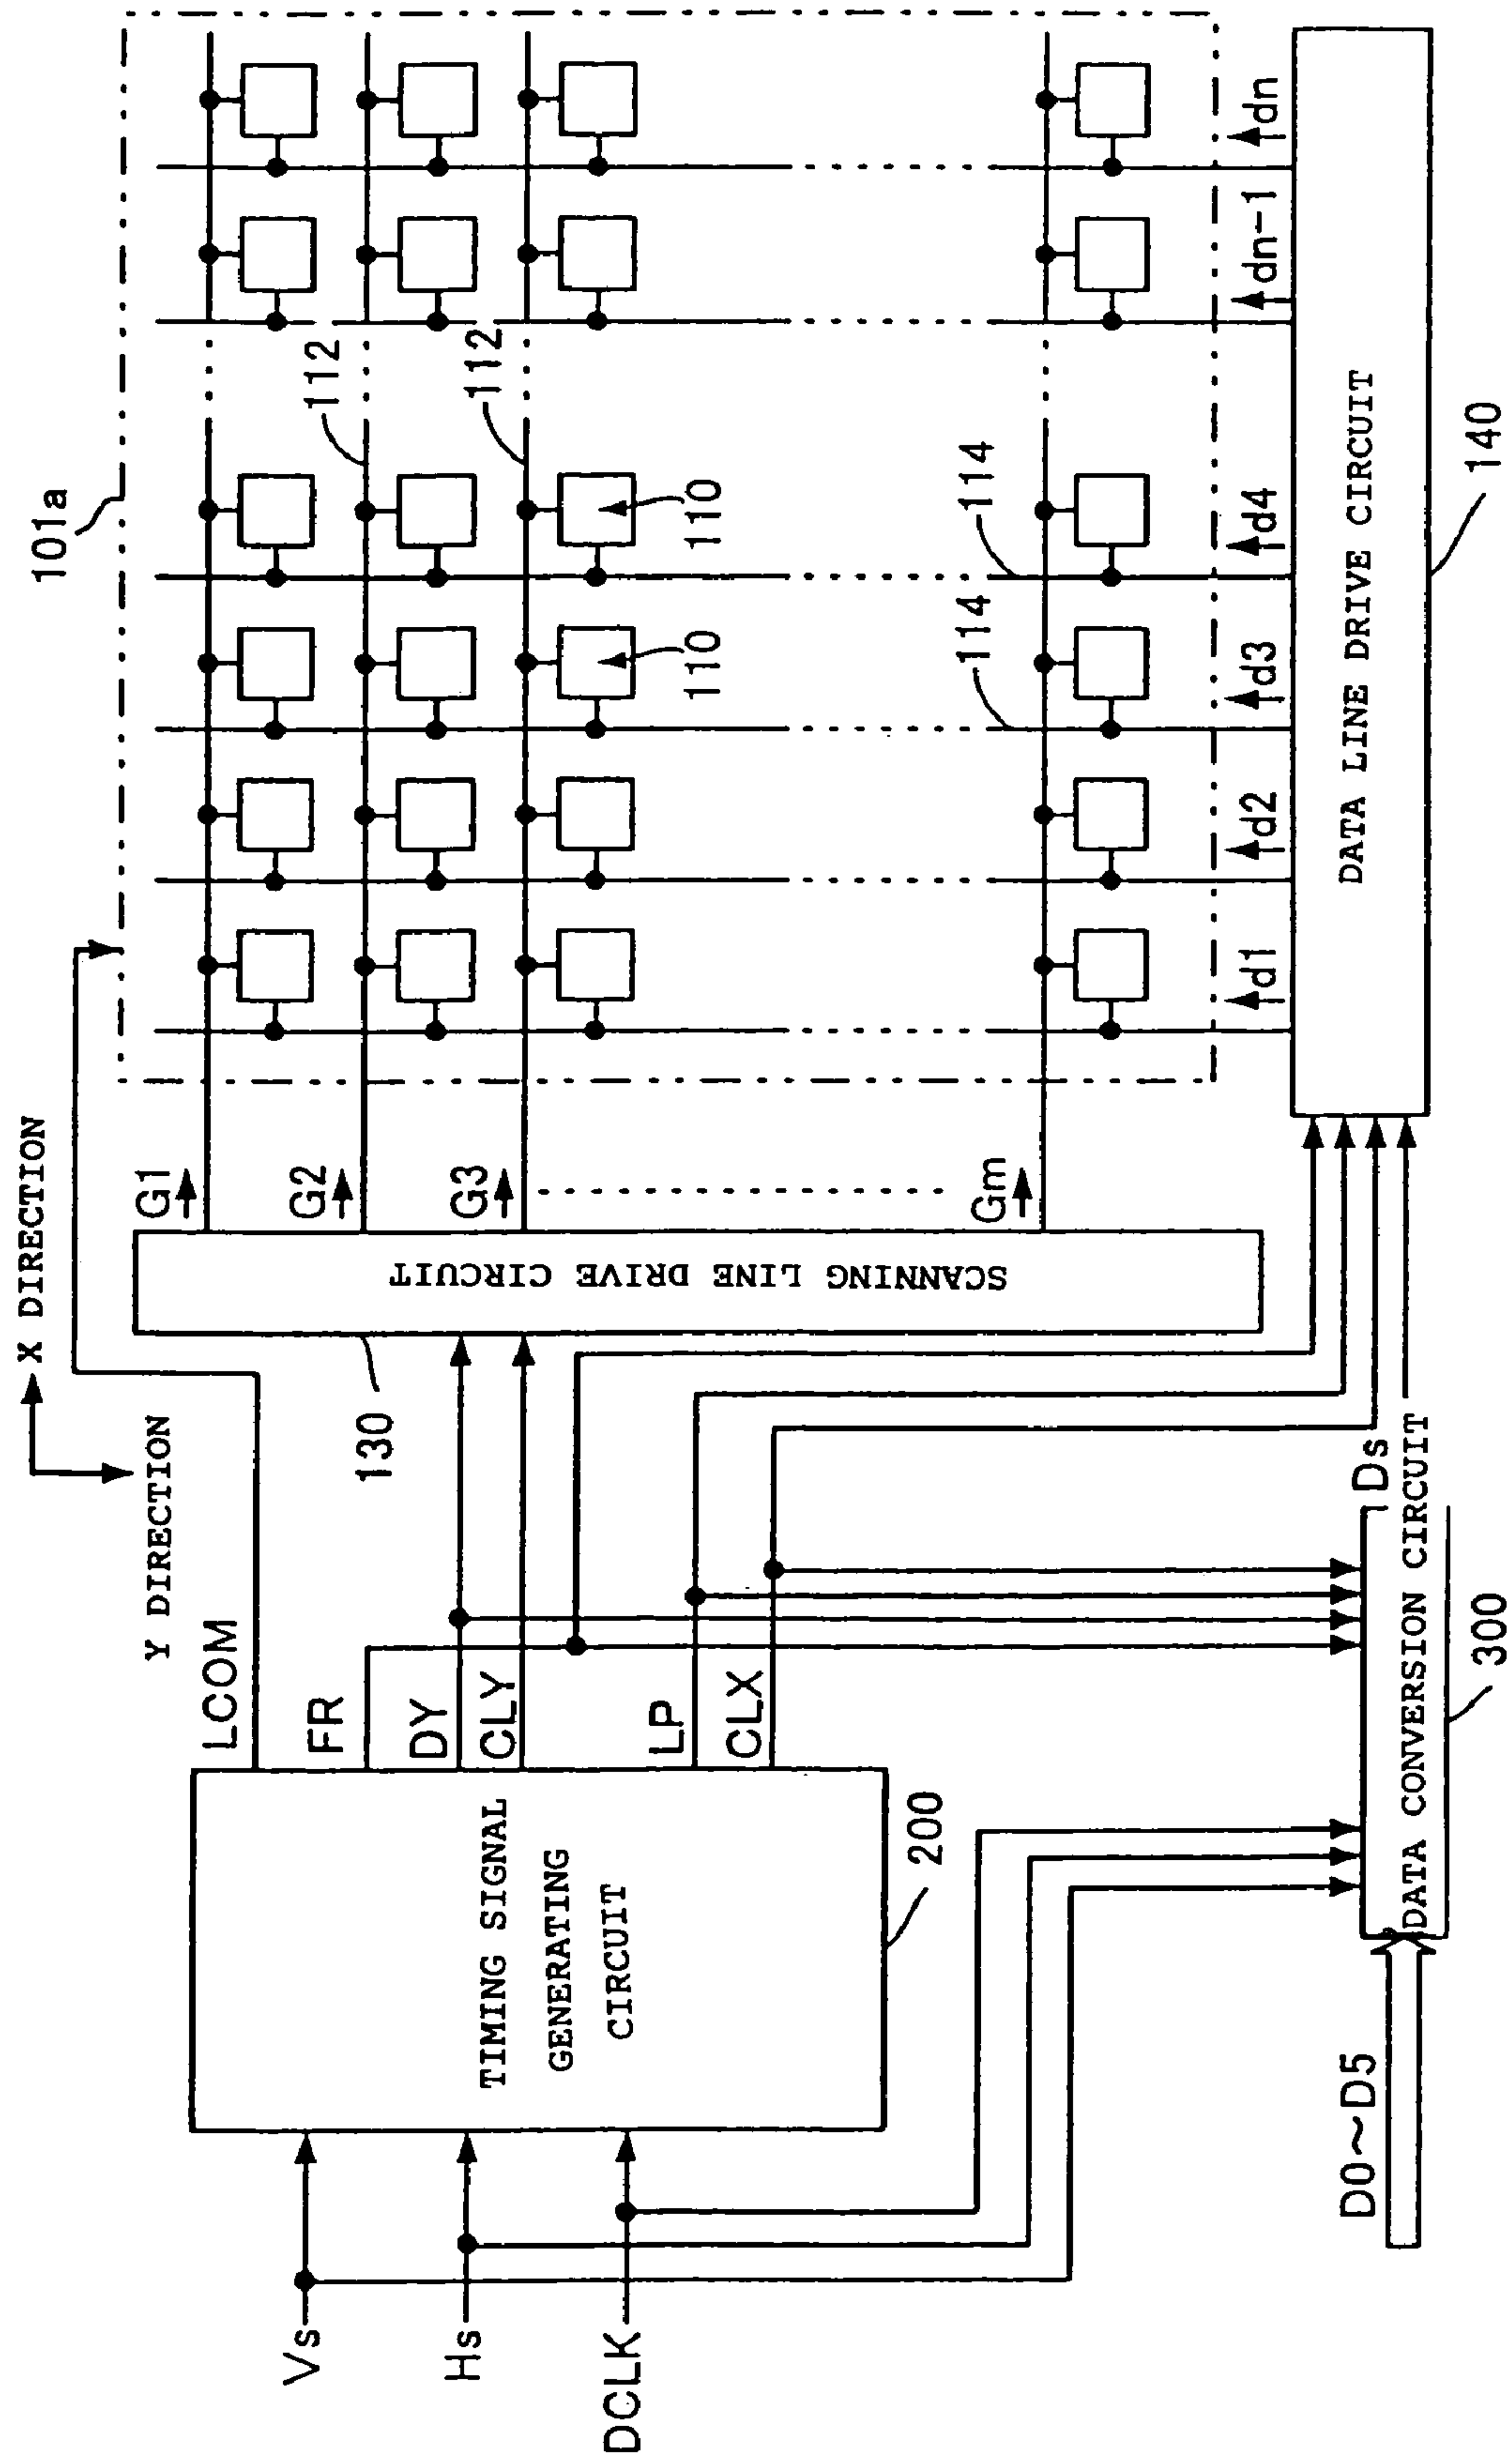 X DIRECTION
Y DIRECTION
101a
LCOM
FR
DY
CLY
LP
CLX
Vs
Hs
DCLK
TIMING SIGNAL
GENERATING
CIRCUIT
200
130
SCANNING LINE DRIVE CIRCUIT
G1
G2
G3
Gm
112
112
110
110
114
114
d1
d2
d3
d4
dn-1
dn
DATA LINE DRIVE CIRCUIT
140
D0~D5
DATA CONVERSION CIRCUIT
Ds
300